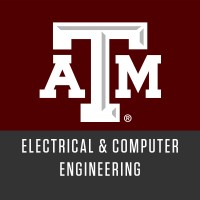 ATM
®
ELECTRICAL & COMPUTER
ENGINEERING